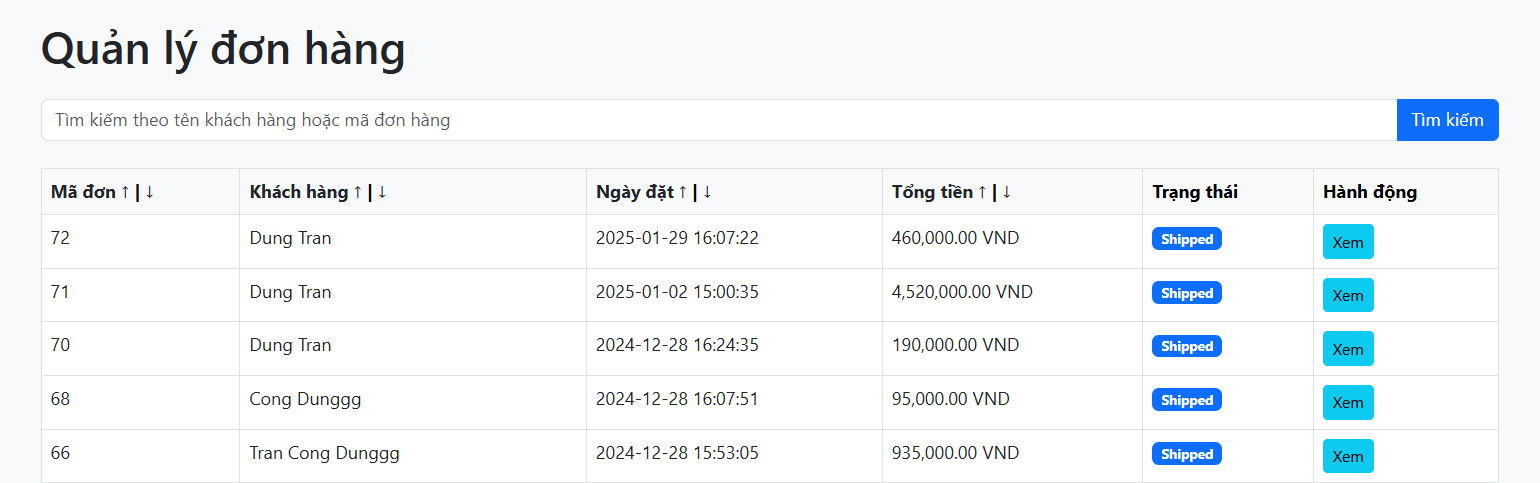 Quản lý đơn hàng
Tìm kiếm theo tên khách hàng hoặc mã đơn hàng Tìm kiếm
Mã đơn ↑ | ↓ Khách hàng ↑ | ↓ Ngày đặt ↑ | ↓ Tổng tiền ↑ | ↓ Trạng thái Hành động
72 Dung Tran 2025-01-29 16:07:22 460,000.00 VND Shipped Xem
71 Dung Tran 2025-01-02 15:00:35 4,520,000.00 VND Shipped Xem
70 Dung Tran 2024-12-28 16:24:35 190,000.00 VND Shipped Xem
68 Cong Dunggg 2024-12-28 16:07:51 95,000.00 VND Shipped Xem
66 Tran Cong Dunggg 2024-12-28 15:53:05 935,000.00 VND Shipped Xem